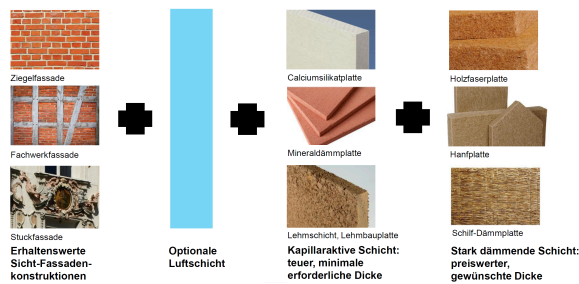 Ziegelfassade
Fachwerkfassade
Stuckfassade
Erhaltenswerte
Sicht-Fassaden-
konstruktionen
Optionale
Luftschicht
Calciumsilikatplatte
Mineraldämmplatte
Lehmschicht, Lehmbauplatte
Kapillaraktive Schicht:
teuer, minimale
erforderliche Dicke
Holzfaserplatte
Hanfplatte
Schilf-Dämmplatte
Stark dämmende Schicht:
preiswerter,
gewünschte Dicke